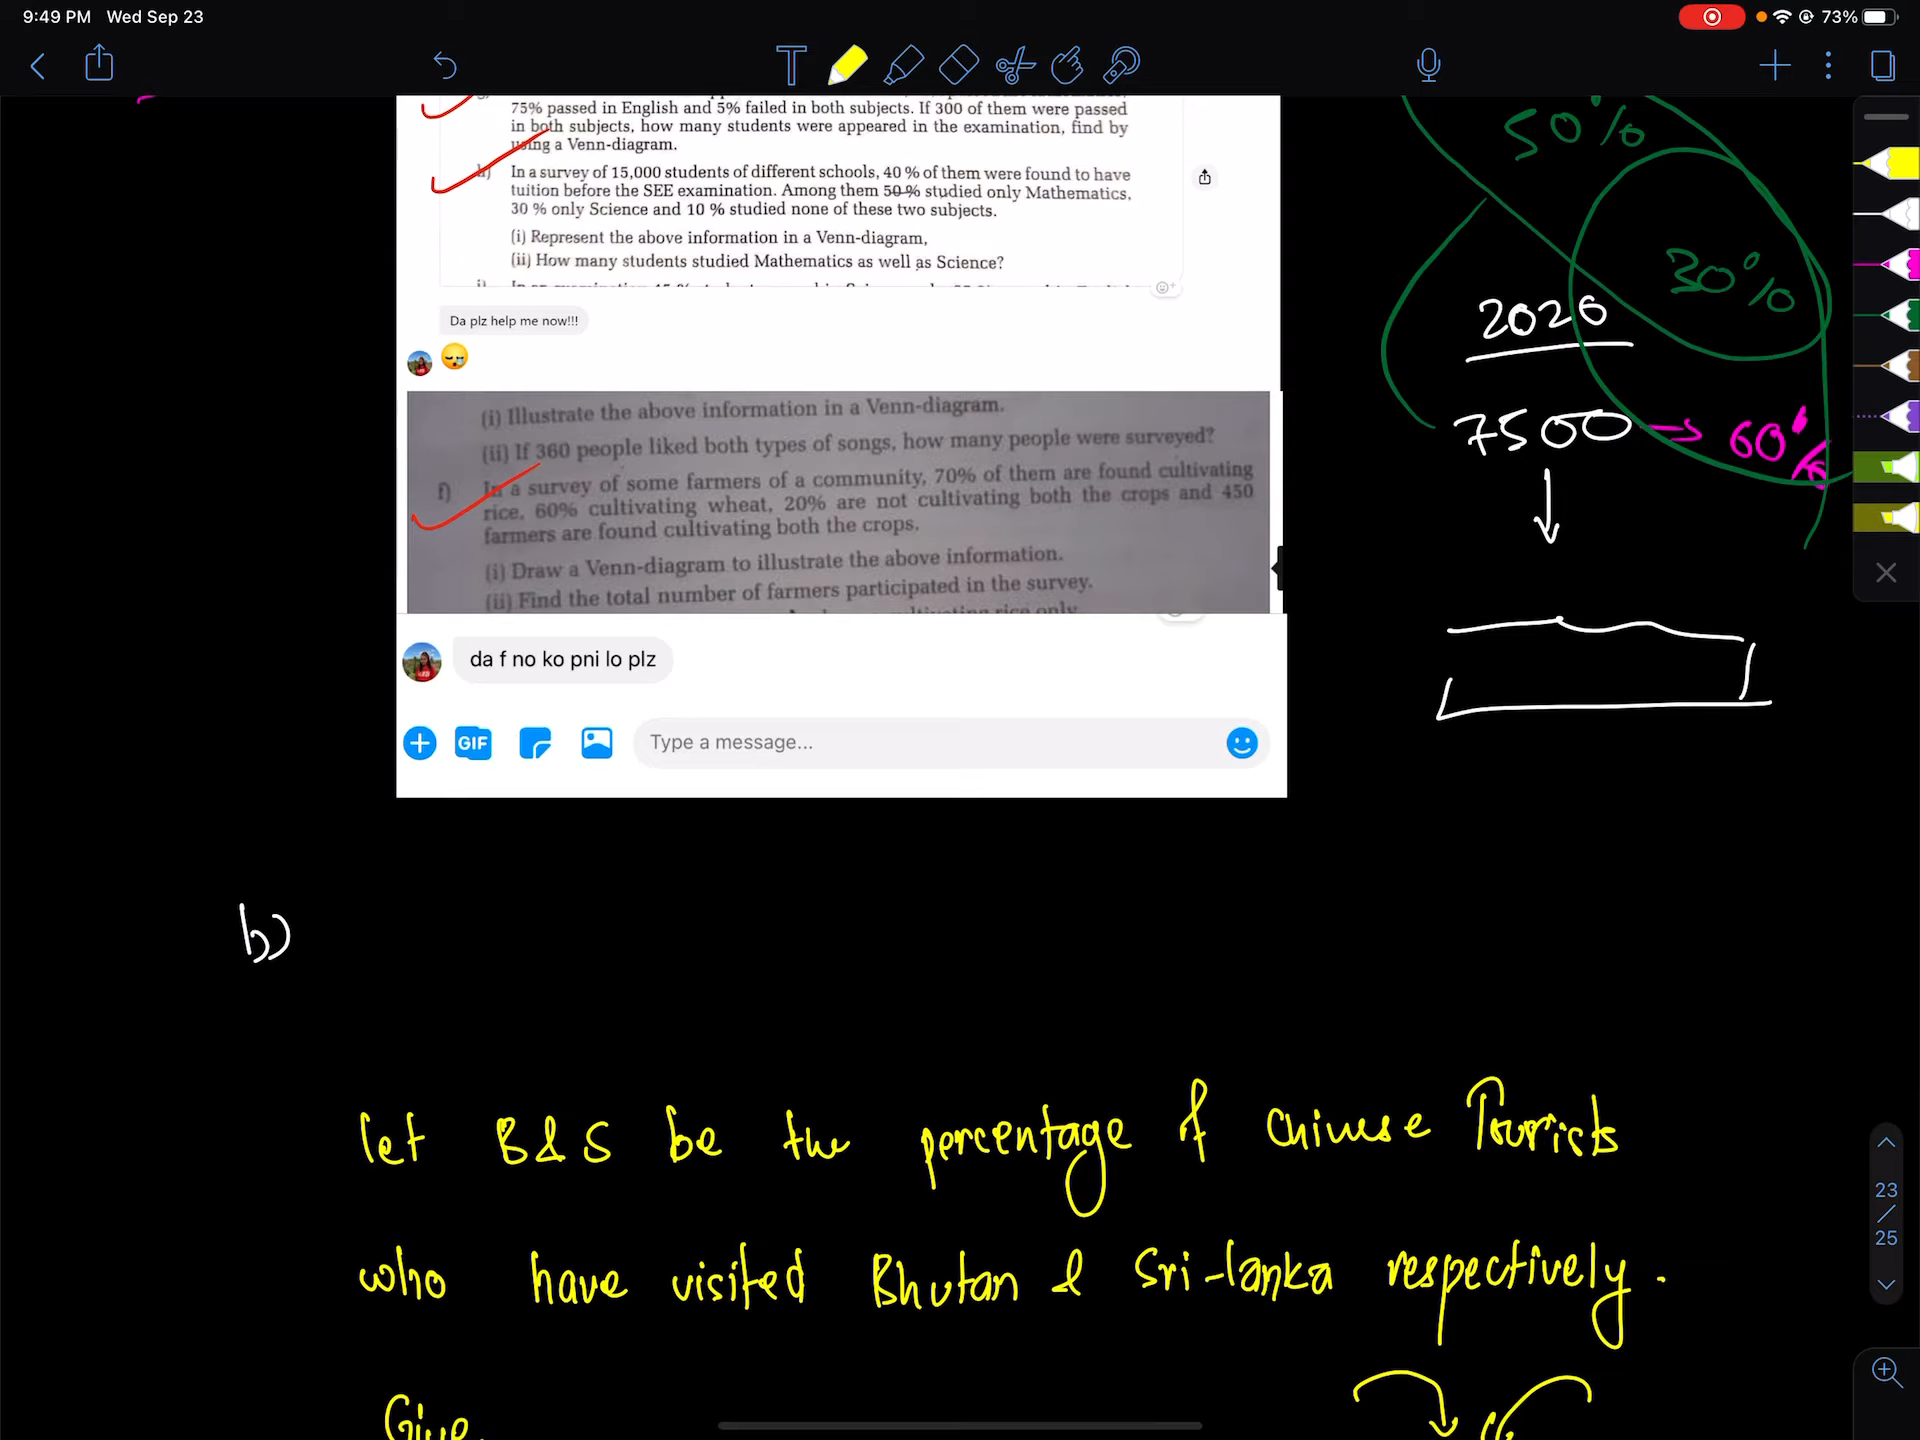 9:49 PM Wed Sep 23
73%
75% passed in English and 5% failed in both subjects. If 300 of them were passed
in both subjects, how many students were appeared in the examination, find by
using a Venn-diagram.
h) In a survey of 15,000 students of different schools, 40 % of them were found to have
tuition before the SEE examination. Among them 50 % studied only Mathematics,
30 % only Science and 10 % studied none of these two subjects.
(i) Represent the above information in a Venn-diagram,
(ii) How many students studied Mathematics as well as Science?
Da plz help me now!!!
(i) Illustrate the above information in a Venn-diagram.
(ii) If 360 people liked both types of songs, how many people were surveyed?
f) In a survey of some farmers of a community, 70% of them are found cultivating
rice, 60% cultivating wheat, 20% are not cultivating both the crops and 450
farmers are found cultivating both the crops.
(i) Draw a Venn-diagram to illustrate the above information.
(ii) Find the total number of farmers participated in the survey.
rice only
da f no ko pni lo plz
GIF
Type a message...
50%
30%
2020
7500 → 60%
b)
let B & S be the percentage of Chinese Tourists
who have visited Bhutan & Sri-lanka respectively.
Give
23
/
25